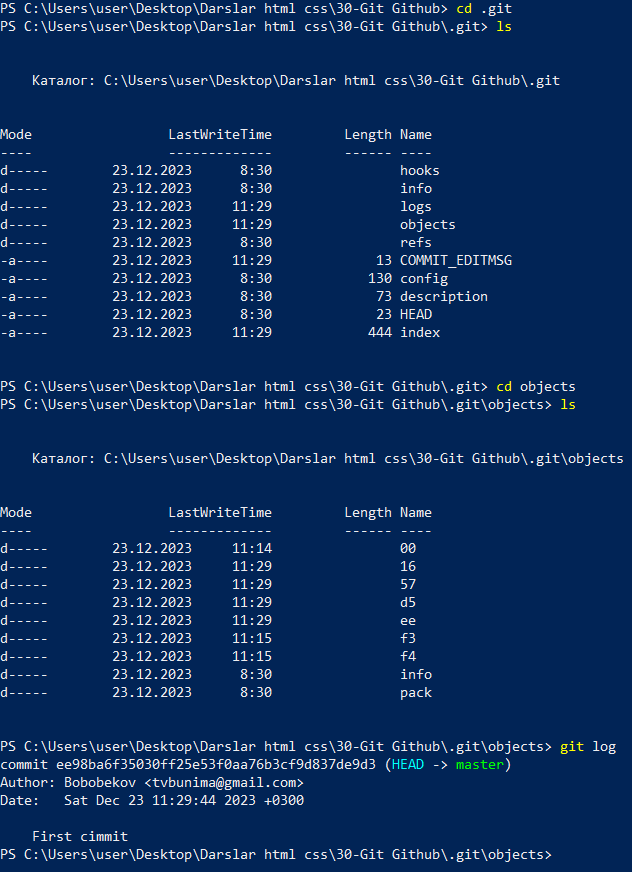 PS C:\Users\user\Desktop\Darslar html css\30-Git Github> cd .git
PS C:\Users\user\Desktop\Darslar html css\30-Git Github\.git> ls
Каталог: C:\Users\user\Desktop\Darslar html css\30-Git Github\.git
Mode LastWriteTime Length Name
---- ------------- ------ ----
d----- 23.12.2023 8:30 hooks
d----- 23.12.2023 8:30 info
d----- 23.12.2023 11:29 logs
d----- 23.12.2023 11:29 objects
d----- 23.12.2023 8:30 refs
-a---- 23.12.2023 11:29 13 COMMIT_EDITMSG
-a---- 23.12.2023 8:30 130 config
-a---- 23.12.2023 8:30 73 description
-a---- 23.12.2023 8:30 23 HEAD
-a---- 23.12.2023 11:29 444 index
PS C:\Users\user\Desktop\Darslar html css\30-Git Github\.git> cd objects
PS C:\Users\user\Desktop\Darslar html css\30-Git Github\.git\objects> ls
Каталог: C:\Users\user\Desktop\Darslar html css\30-Git Github\.git\objects
Mode LastWriteTime Length Name
---- ------------- ------ ----
d----- 23.12.2023 11:14 00
d----- 23.12.2023 11:29 16
d----- 23.12.2023 11:29 57
d----- 23.12.2023 11:29 d5
d----- 23.12.2023 11:29 ee
d----- 23.12.2023 11:15 f3
d----- 23.12.2023 11:15 f4
d----- 23.12.2023 8:30 info
d----- 23.12.2023 8:30 pack
PS C:\Users\user\Desktop\Darslar html css\30-Git Github\.git\objects> git log
commit ee98ba6f35030ff25e53f0aa76b3cf9d837de9d3 (HEAD -> master)
Author: Bobobekov <tvbunima@gmail.com>
Date: Sat Dec 23 11:29:44 2023 +0300
First cimmit
PS C:\Users\user\Desktop\Darslar html css\30-Git Github\.git\objects>